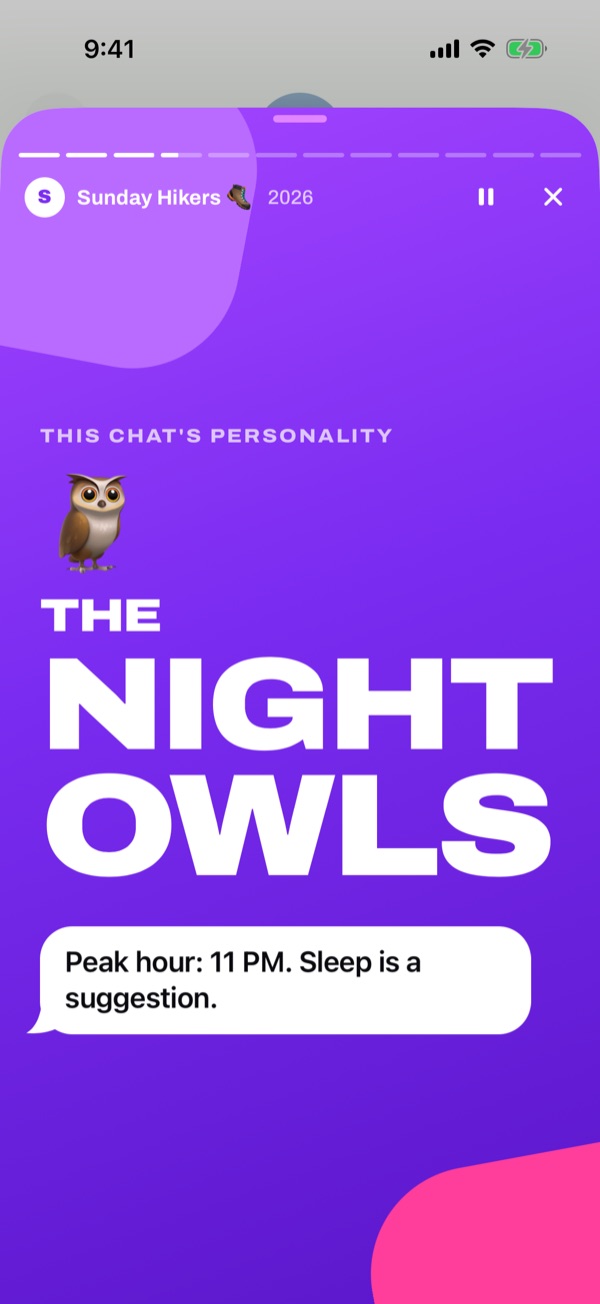 9:41
S Sunday Hikers 🥾 2026
THIS CHAT'S PERSONALITY
THE
NIGHT
OWLS
Peak hour: 11 PM. Sleep is a
suggestion.